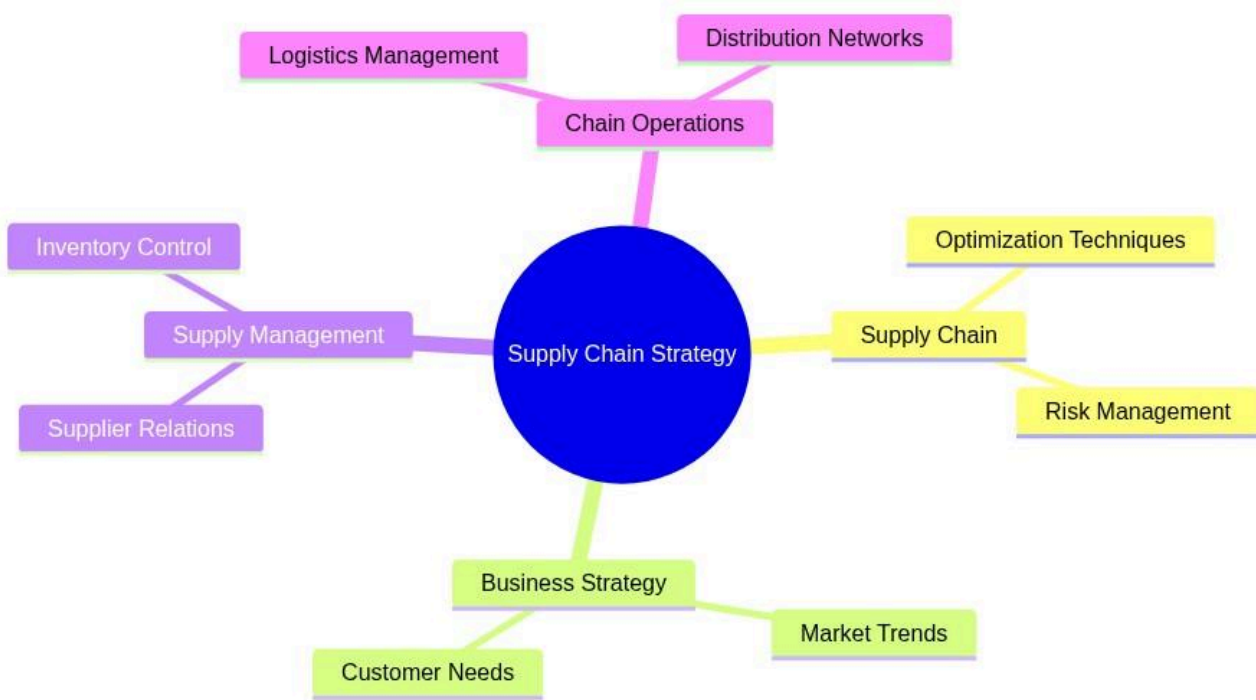 Distribution Networks
Logistics Management
Chain Operations
Inventory Control
Optimization Techniques
Supply Management
Supply Chain
Supply Chain Strategy
Supplier Relations
Risk Management
Business Strategy
Market Trends
Customer Needs